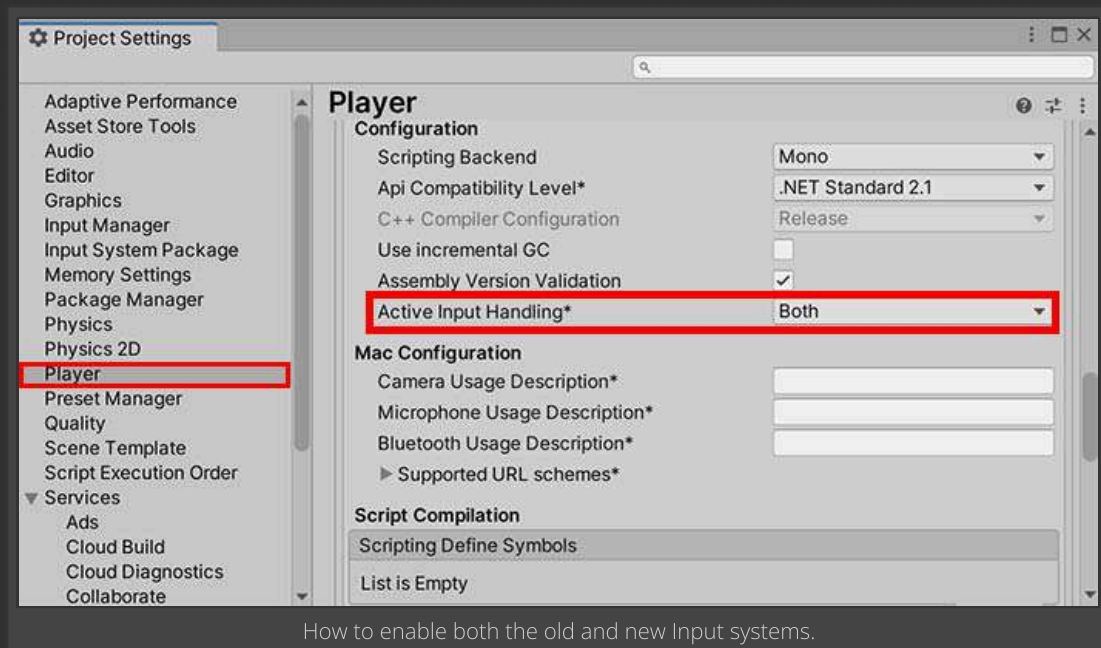 Project Settings
Adaptive Performance
Asset Store Tools
Audio
Editor
Graphics
Input Manager
Input System Package
Memory Settings
Package Manager
Physics
Physics 2D
Player
Preset Manager
Quality
Scene Template
Script Execution Order
Services
Ads
Cloud Build
Cloud Diagnostics
Collaborate
Player
Configuration
Scripting Backend Mono
Api Compatibility Level* .NET Standard 2.1
C++ Compiler Configuration Release
Use incremental GC
Assembly Version Validation
Active Input Handling* Both
Mac Configuration
Camera Usage Description*
Microphone Usage Description*
Bluetooth Usage Description*
Supported URL schemes*
Script Compilation
Scripting Define Symbols
List is Empty
How to enable both the old and new Input systems.